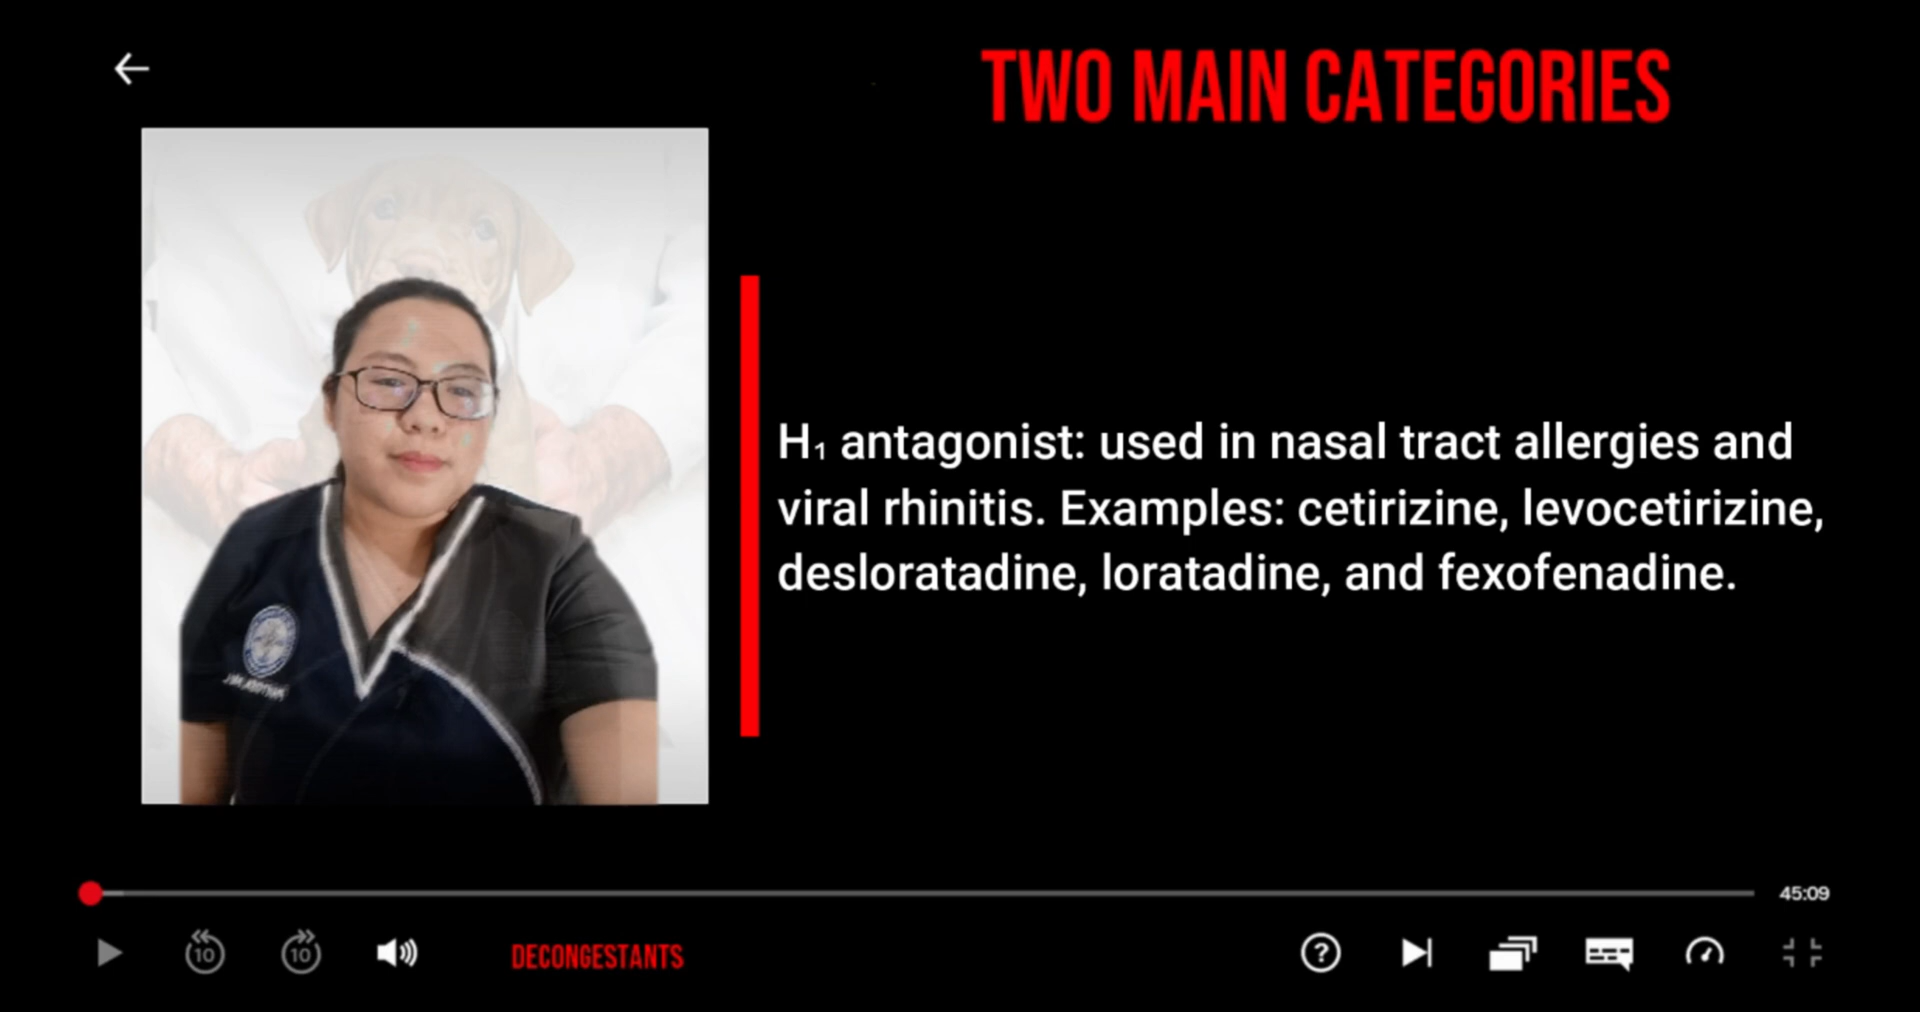 TWO MAIN CATEGORIES
H₁ antagonist: used in nasal tract allergies and
viral rhinitis. Examples: cetirizine, levocetirizine,
desloratadine, loratadine, and fexofenadine.
45:09
10
10
DECONGESTANTS
?